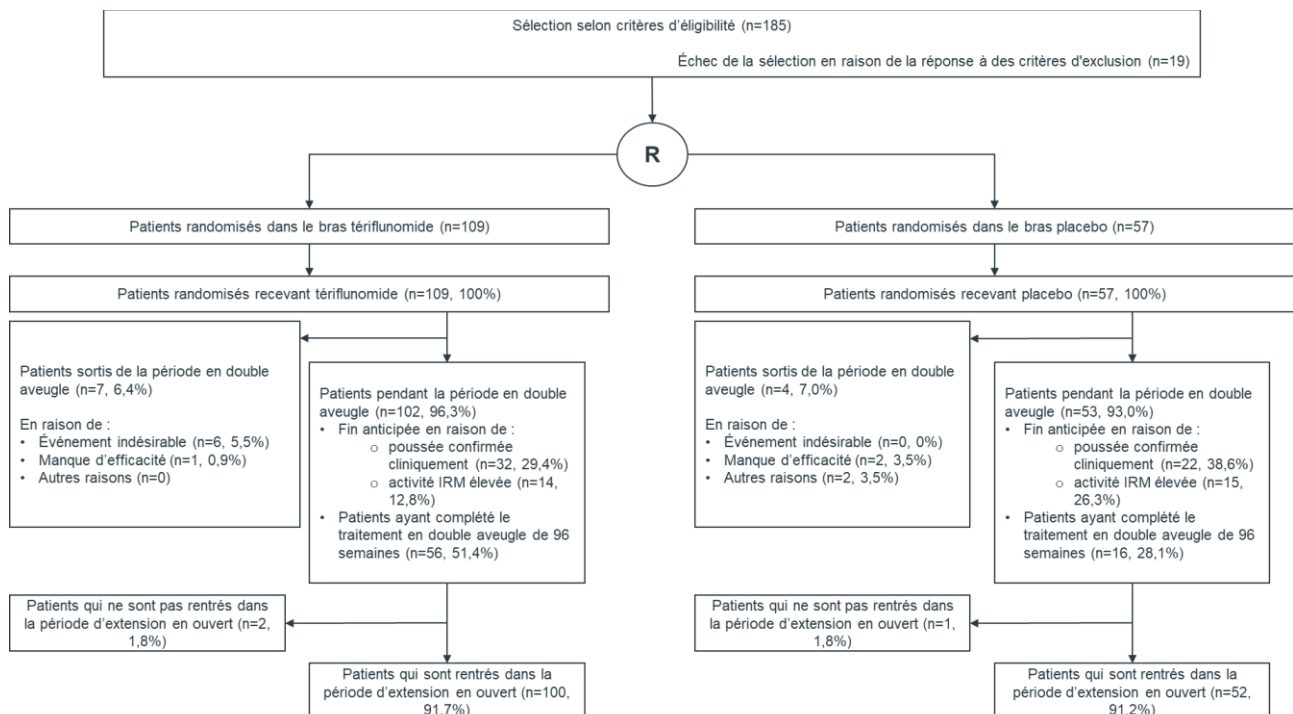 Sélection selon critères d'éligibilité (n=185)
Échec de la sélection en raison de la réponse à des critères d'exclusion (n=19)
R
Patients randomisés dans le bras tériflunomide (n=109)
Patients randomisés recevant tériflunomide (n=109, 100%)
Patients sortis de la période en double
aveugle (n=7, 6,4%)
En raison de :
• Événement indésirable (n=6, 5,5%)
• Manque d'efficacité (n=1, 0,9%)
• Autres raisons (n=0)
Patients pendant la période en double
aveugle (n=102, 96,3%)
• Fin anticipée en raison de :
o poussée confirmée
cliniquement (n=32, 29,4%)
o activité IRM élevée (n=14,
12,8%)
• Patients ayant complété le
traitement en double aveugle de 96
semaines (n=56, 51,4%)
Patients qui ne sont pas rentrés dans
la période d'extension en ouvert (n=2,
1,8%)
Patients qui sont rentrés dans la
période d'extension en ouvert (n=100,
91,7%)
Patients randomisés dans le bras placebo (n=57)
Patients randomisés recevant placebo (n=57, 100%)
Patients sortis de la période en double
aveugle (n=4, 7,0%)
En raison de :
• Événement indésirable (n=0, 0%)
• Manque d'efficacité (n=2, 3,5%)
• Autres raisons (n=2, 3,5%)
Patients pendant la période en double
aveugle (n=53, 93,0%)
• Fin anticipée en raison de :
o poussée confirmée
cliniquement (n=22, 38,6%)
o activité IRM élevée (n=15,
26,3%)
• Patients ayant complété le
traitement en double aveugle de 96
semaines (n=16, 28,1%)
Patients qui ne sont pas rentrés dans
la période d'extension en ouvert (n=1,
1,8%)
Patients qui sont rentrés dans la
période d'extension en ouvert (n=52,
91,2%)